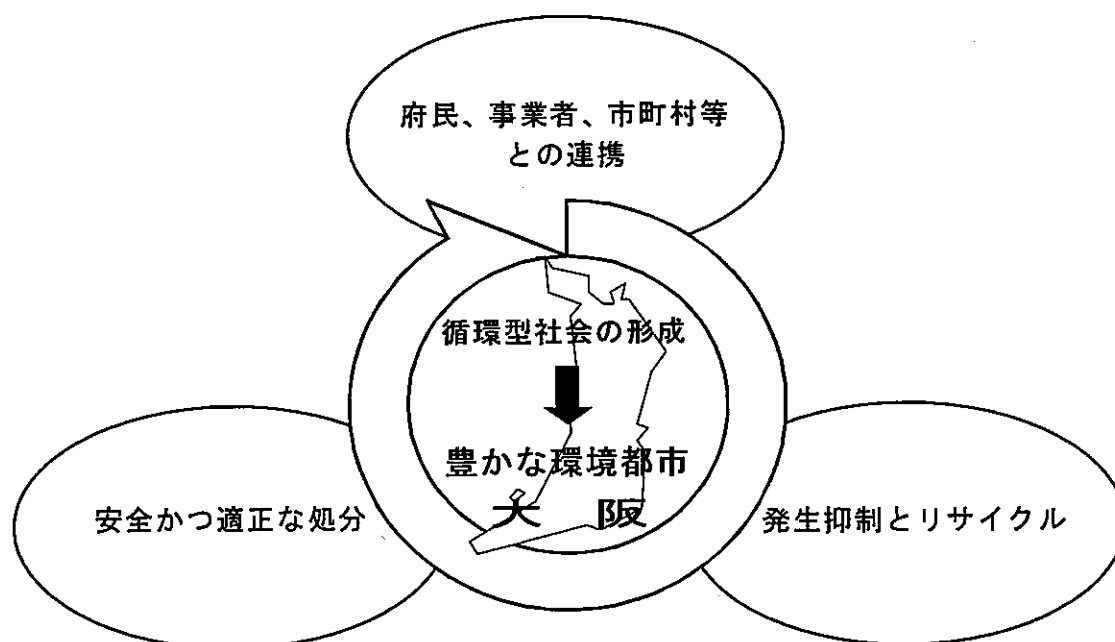 府民、事業者、市町村等
との連携
循環型社会の形成
豊かな環境都市
大 阪
安全かつ適正な処分
発生抑制とリサイクル